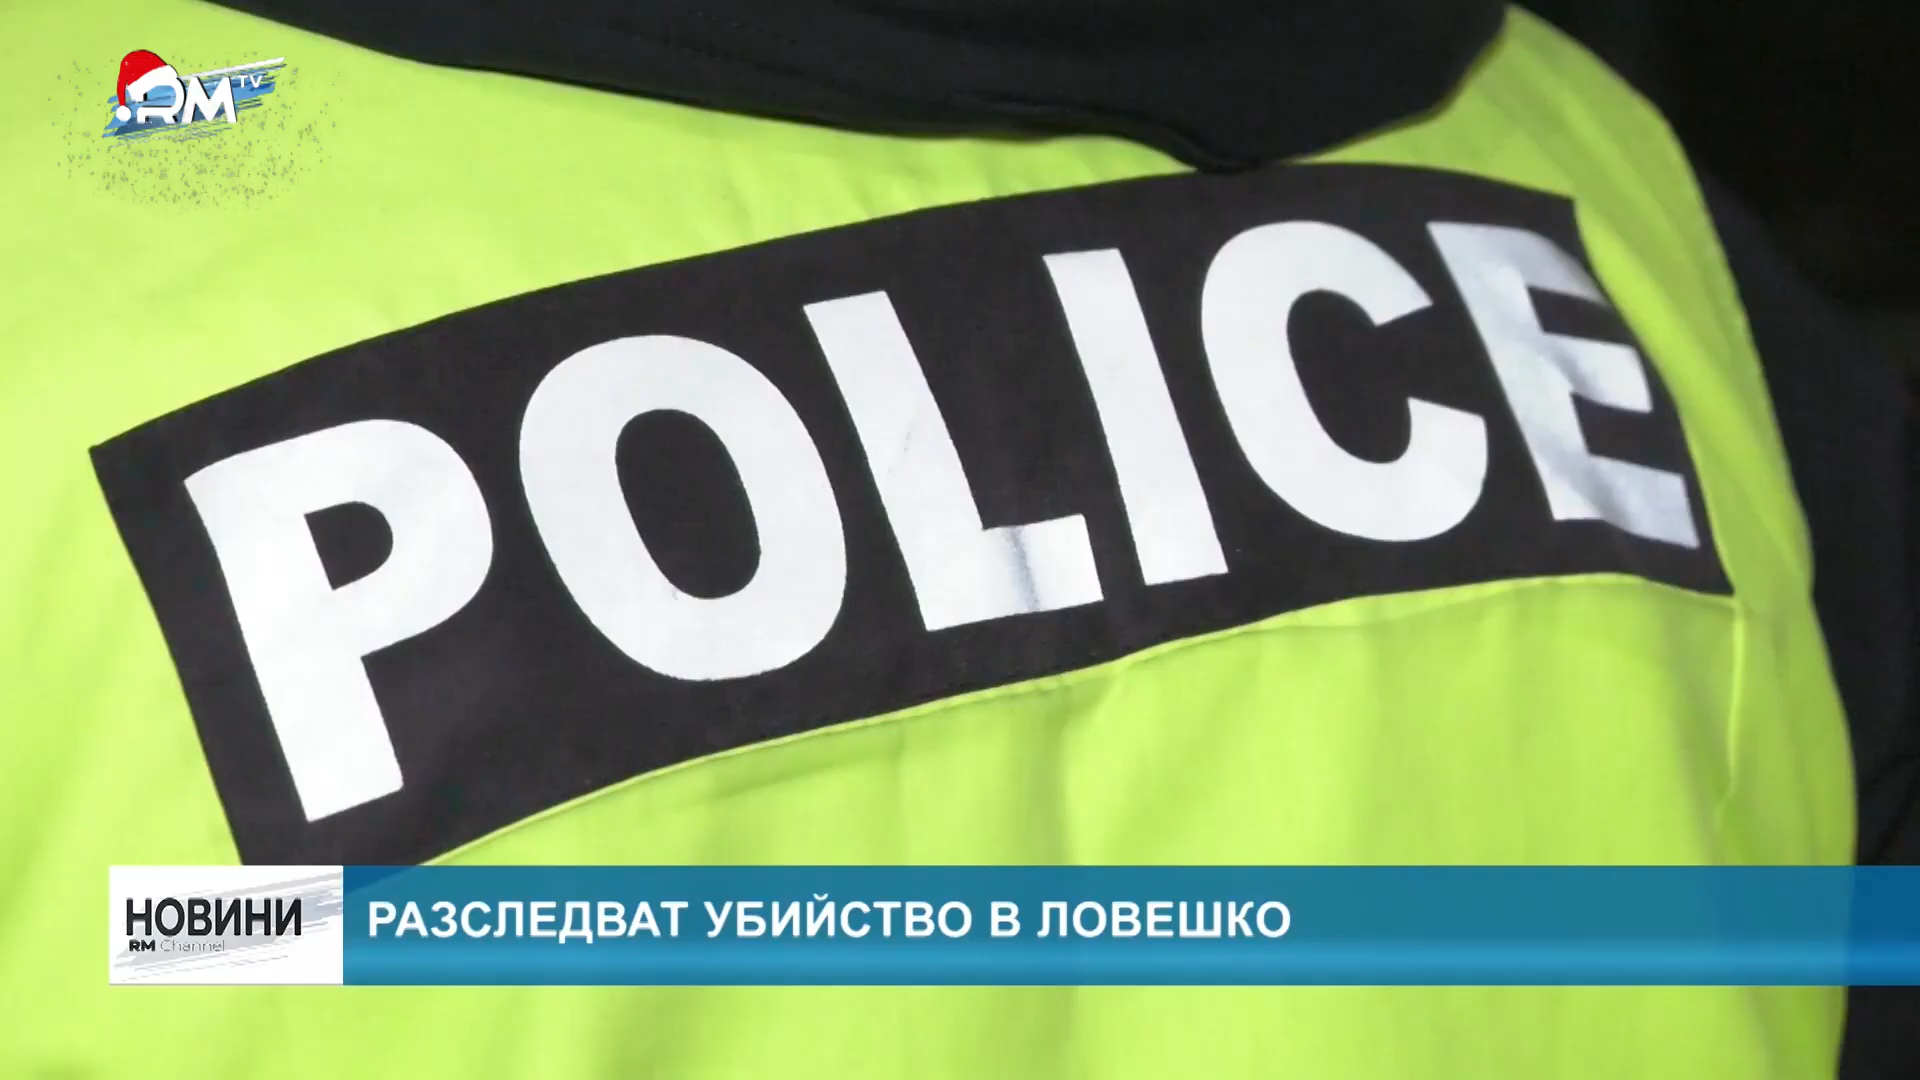 RM TV
POLICE
НОВИНИ
RM Channel
РАЗСЛЕДВАТ УБИЙСТВО В ЛОВЕШКО